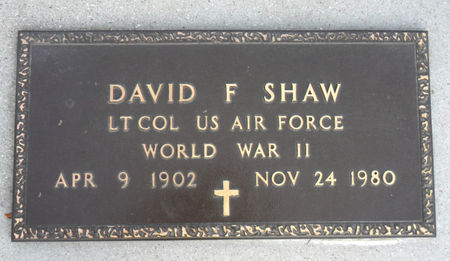 DAVID F SHAW
LT COL US AIR FORCE
WORLD WAR II
APR 9 1902 NOV 24 1980